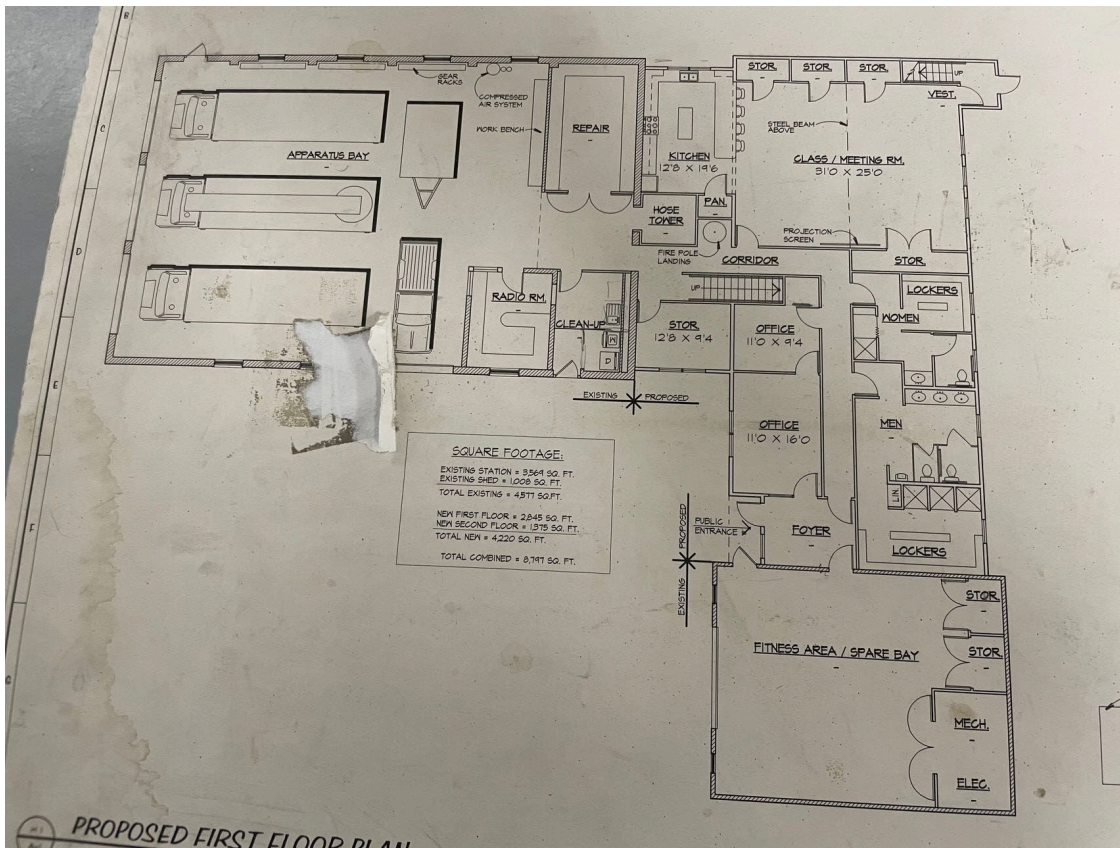 STOR.
STOR.
STOR.
UP
VEST.
GEAR
RACKS
COMPRESSED
AIR SYSTEM
WORK BENCH
REPAIR
STEEL BEAM
ABOVE
APPARATUS BAY
KITCHEN
12'8 X 19'6
CLASS / MEETING RM.
31'0 X 25'0
PAN.
HOSE
TOWER
PROJECTION
SCREEN
FIRE POLE
LANDING
CORRIDOR
STOR.
UP
LOCKERS
RADIO RM.
WOMEN
CLEAN-UP
STOR.
12'8 X 9'4
OFFICE
11'0 X 9'4
W
D
EXISTING
PROPOSED
OFFICE
11'0 X 16'0
MEN
SQUARE FOOTAGE:
EXISTING STATION = 3,569 SQ. FT.
EXISTING SHED = 1,008 SQ. FT.
TOTAL EXISTING = 4,577 SQ.FT.
NEW FIRST FLOOR = 2,845 SQ. FT.
NEW SECOND FLOOR = 1,375 SQ. FT.
TOTAL NEW = 4,220 SQ. FT.
TOTAL COMBINED = 8,797 SQ. FT.
LIN.
PROPOSED
EXISTING
PUBLIC
ENTRANCE
FOYER
LOCKERS
STOR.
STOR.
FITNESS AREA / SPARE BAY
MECH.
ELEC.
B
C
D
E
F
G
PROPOSED FIRST FLOOR PLAN